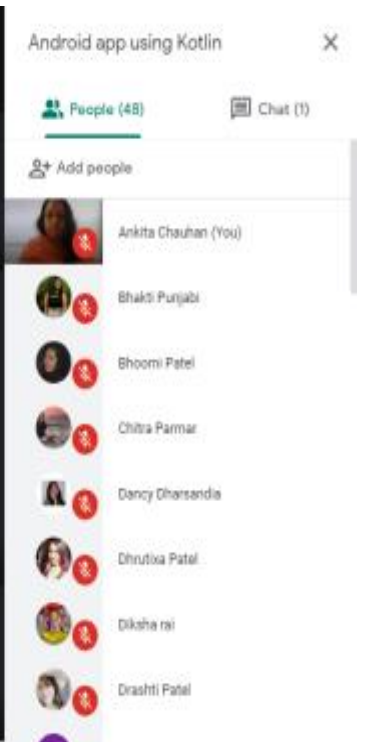 Android app using Kotlin
People (48)
Chat (1)
Add people
Ankita Chauhan (You)
Bhakti Punjabi
Bhoomi Patel
Chitra Parmar
Dancy Dharsandia
Dhrutixa Patel
Diksha rai
Drashti Patel